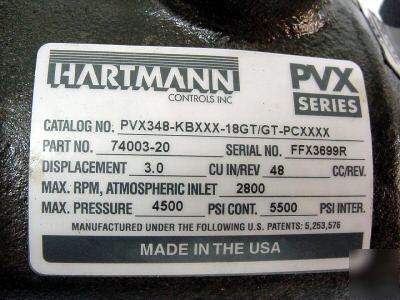 HARTMANN
CONTROLS INC
PVX
SERIES
CATALOG NO. PVX348-KBXXX-18GT/GT-PCXXXX
PART NO. 74003-20 SERIAL NO. FFX3699R
DISPLACEMENT 3.0 CU IN/REV 48 CC/REV.
MAX. RPM, ATMOSPHERIC INLET 2800
MAX. PRESSURE 4500 PSI CONT. 5500 PSI INTER.
MANUFACTURED UNDER THE FOLLOWING U.S. PATENTS: 5,253,576
MADE IN THE USA